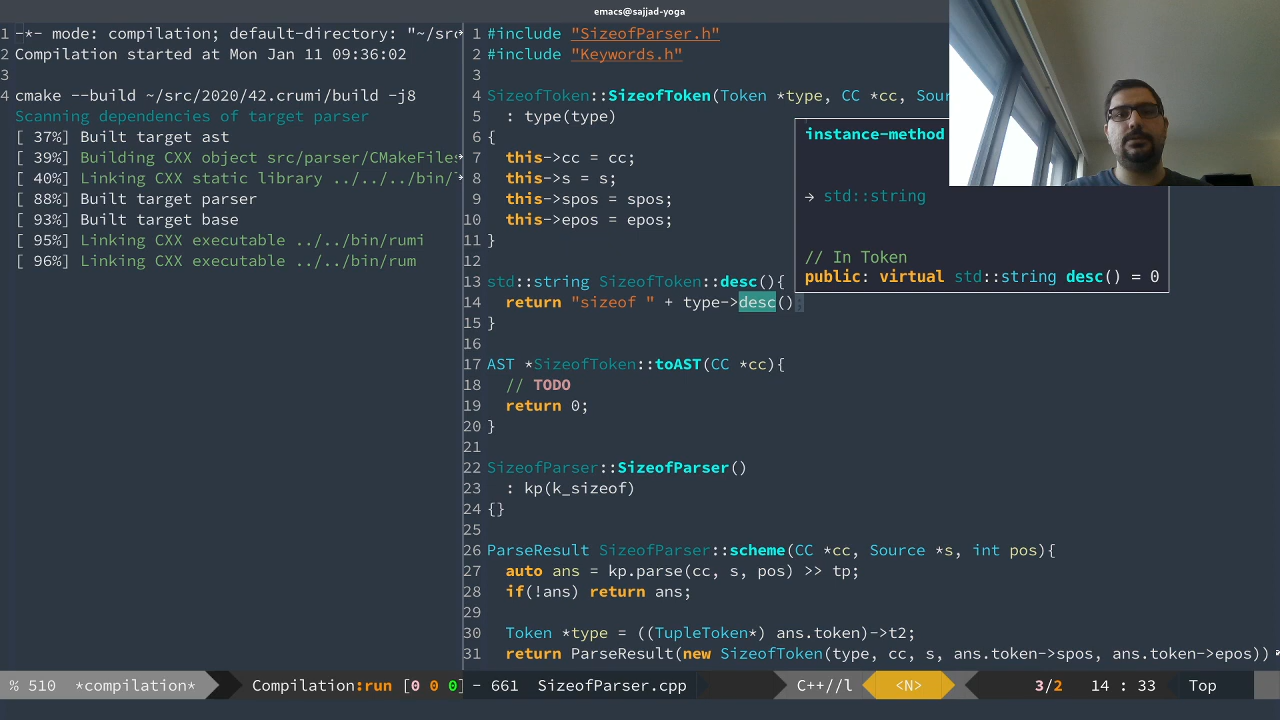 emacs@sajjad-yoga
1 -*- mode: compilation; default-directory: "~/src
2 Compilation started at Mon Jan 11 09:36:02
3
4 cmake --build ~/src/2020/42.crumi/build -j8
Scanning dependencies of target parser
[ 37%] Built target ast
[ 39%] Building CXX object src/parser/CMakeFiles
[ 40%] Linking CXX static library ../../../bin/
[ 88%] Built target parser
[ 93%] Built target base
[ 95%] Linking CXX executable ../../bin/rumi
[ 96%] Linking CXX executable ../../bin/rum
1 #include "SizeofParser.h"
2 #include "Keywords.h"
3
4 SizeofToken::SizeofToken(Token *type, CC *cc, Sour
5   : type(type)
6 {
7   this->cc = cc;
8   this->s = s;
9   this->spos = spos;
10   this->epos = epos;
11 }
12
13 std::string SizeofToken::desc(){
14   return "sizeof " + type->desc();
15 }
16
17 AST *SizeofToken::toAST(CC *cc){
18   // TODO
19   return 0;
20 }
21
22 SizeofParser::SizeofParser()
23   : kp(k_sizeof)
24 {}
25
26 ParseResult SizeofParser::scheme(CC *cc, Source *s, int pos){
27   auto ans = kp.parse(cc, s, pos) >> tp;
28   if(!ans) return ans;
29
30   Token *type = ((TupleToken*) ans.token)->t2;
31   return ParseResult(new SizeofToken(type, cc, s, ans.token->spos, ans.token->epos))
instance-method
→ std::string
// In Token
public: virtual std::string desc() = 0
% 510 *compilation* Compilation:run [0 0 0]
- 661 SizeofParser.cpp C++//l <N> 3/2 14 : 33 Top